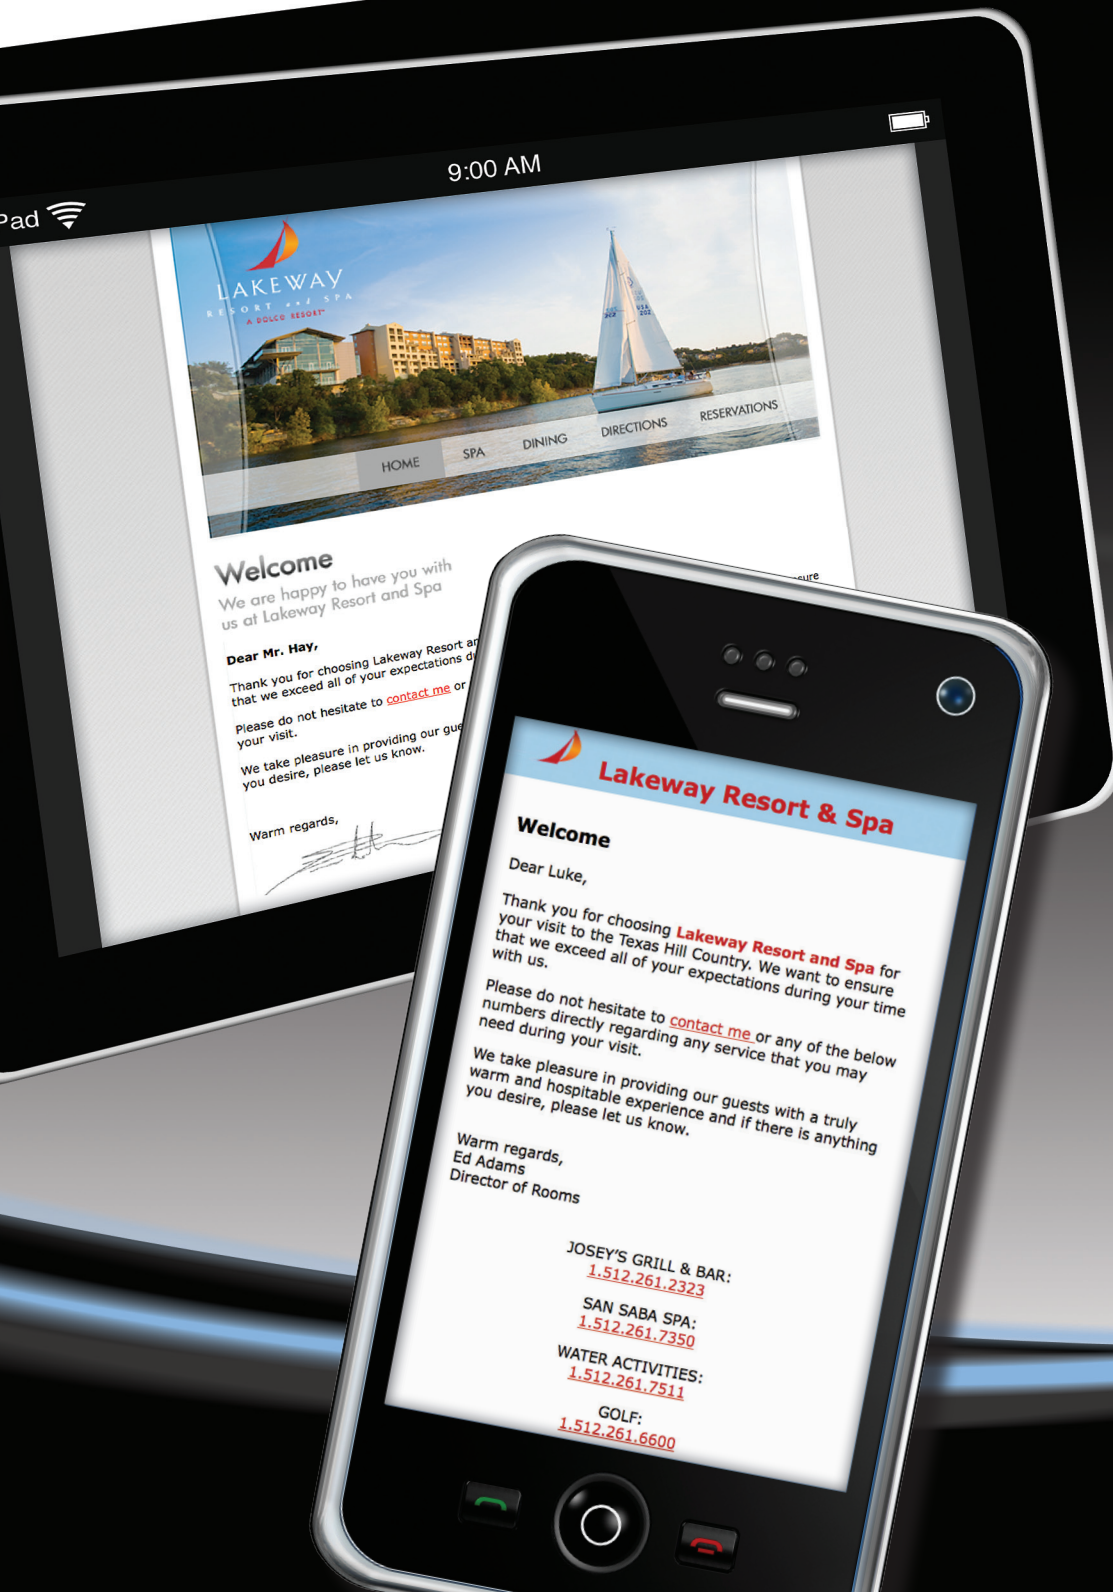 Pad
9:00 AM
LAKEWAY
RESORT and SPA
A DOLCE RESORT™
HOME SPA DINING DIRECTIONS RESERVATIONS
Welcome
We are happy to have you with
us at Lakeway Resort and Spa
Dear Mr. Hay,
Thank you for choosing Lakeway Resort
that we exceed all of your expectations
Please do not hesitate to contact me or
your visit.
We take pleasure in providing our
you desire, please let us know.
Warm regards,
Lakeway Resort & Spa
Welcome
Dear Luke,
Thank you for choosing Lakeway Resort and Spa for
your visit to the Texas Hill Country. We want to ensure
that we exceed all of your expectations during your time
with us.
Please do not hesitate to contact me or any of the below
numbers directly regarding any service that you may
need during your visit.
We take pleasure in providing our guests with a truly
warm and hospitable experience and if there is anything
you desire, please let us know.
Warm regards,
Ed Adams
Director of Rooms
JOSEY'S GRILL & BAR:
1.512.261.2323
SAN SABA SPA:
1.512.261.7350
WATER ACTIVITIES:
1.512.261.7511
GOLF:
1.512.261.6600